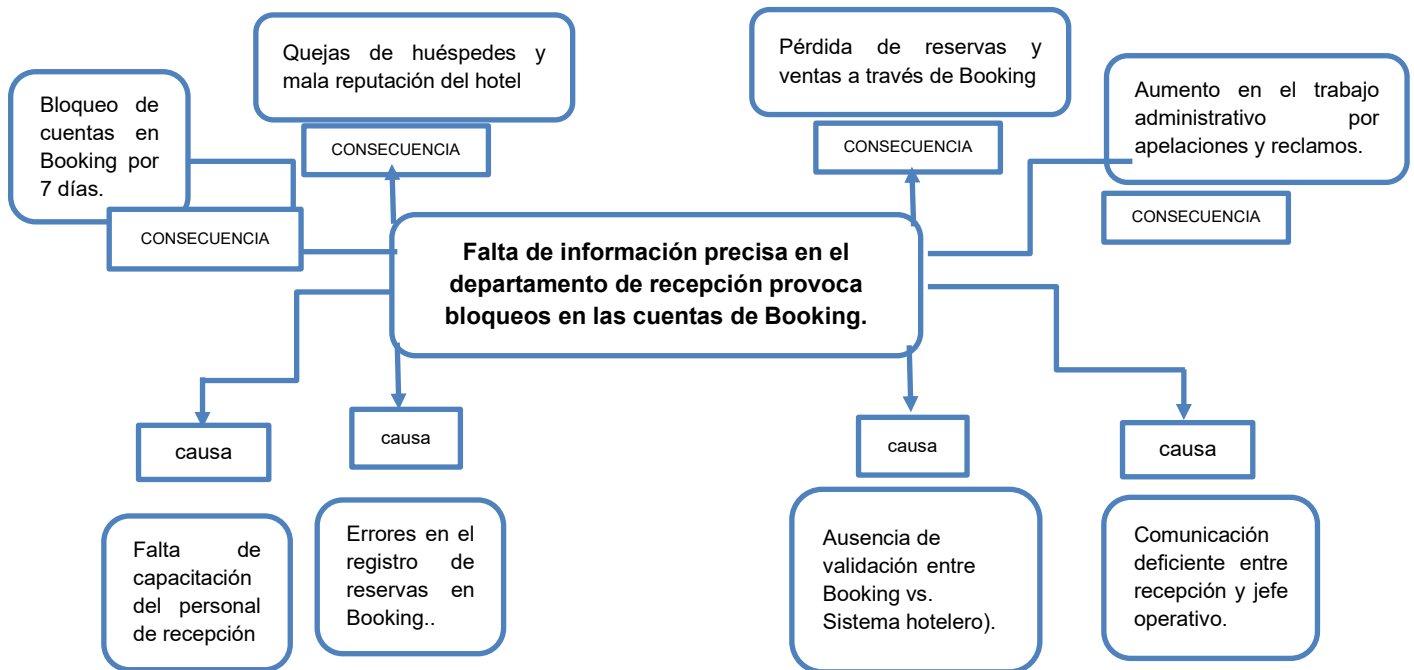 Quejas de huéspedes y
mala reputación del hotel
Pérdida de reservas y
ventas a través de Booking
Bloqueo de
cuentas en
Booking por
7 días.
Aumento en el trabajo
administrativo por
apelaciones y reclamos.
CONSECUENCIA
CONSECUENCIA
CONSECUENCIA
CONSECUENCIA
Falta de información precisa en el
departamento de recepción provoca
bloqueos en las cuentas de Booking.
causa
causa
causa
causa
Falta de
capacitación
del personal
de recepción
Errores en el
registro de
reservas en
Booking..
Ausencia de
validación entre
Booking vs.
Sistema hotelero).
Comunicación
deficiente entre
recepción y jefe
operativo.